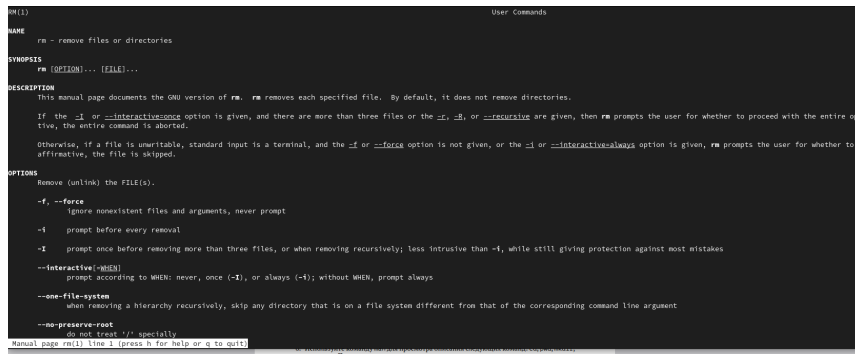 RM(1) User Commands
NAME
rm - remove files or directories
SYNOPSIS
rm [OPTION]... [FILE]...
DESCRIPTION
This manual page documents the GNU version of rm. rm removes each specified file. By default, it does not remove directories.
If the -I or --interactive=once option is given, and there are more than three files or the -r, -R, or --recursive are given, then rm prompts the user for whether to proceed with the entire op
tive, the entire command is aborted.
Otherwise, if a file is unwritable, standard input is a terminal, and the -f or --force option is not given, or the -i or --interactive=always option is given, rm prompts the user for whether to
affirmative, the file is skipped.
OPTIONS
Remove (unlink) the FILE(s).
-f, --force
ignore nonexistent files and arguments, never prompt
-i prompt before every removal
-I prompt once before removing more than three files, or when removing recursively; less intrusive than -i, while still giving protection against most mistakes
--interactive[=WHEN]
prompt according to WHEN: never, once (-I), or always (-i); without WHEN, prompt always
--one-file-system
when removing a hierarchy recursively, skip any directory that is on a file system different from that of the corresponding command line argument
--no-preserve-root
do not treat '/' specially
Manual page rm(1) line 1 (press h for help or q to quit)